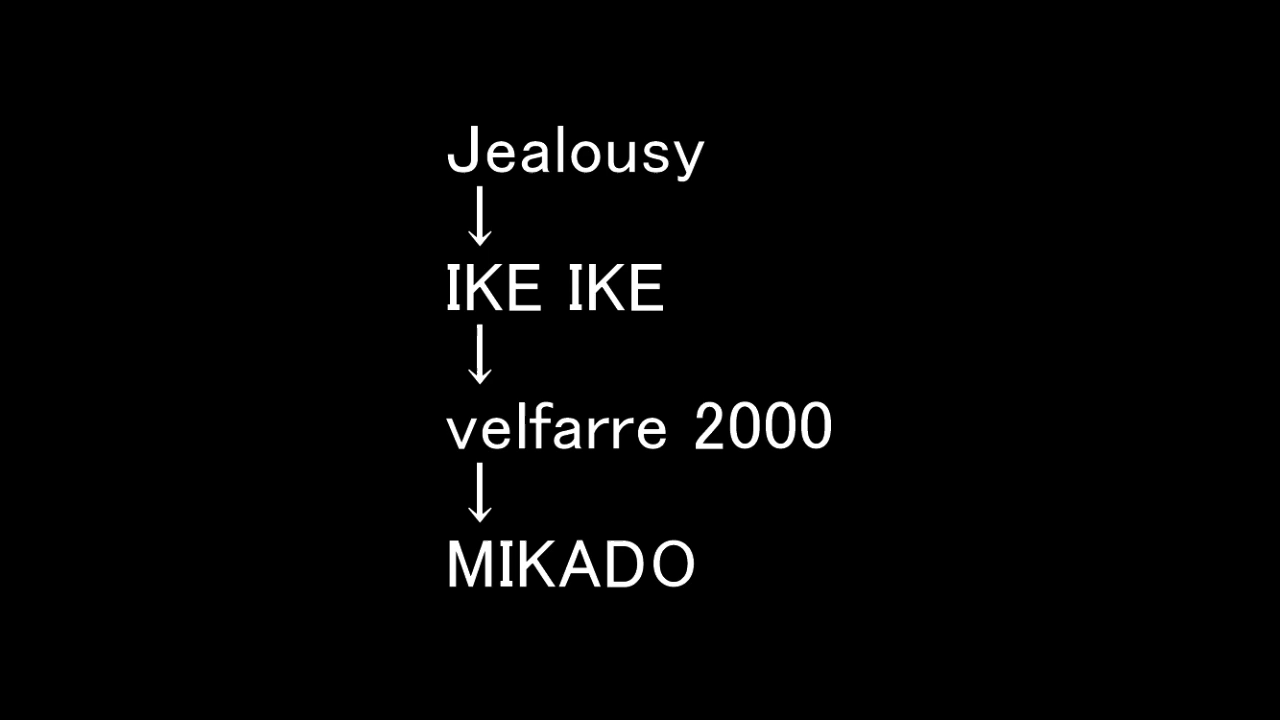 Jealousy
↓
IKE IKE
↓
velfarre 2000
↓
MIKADO